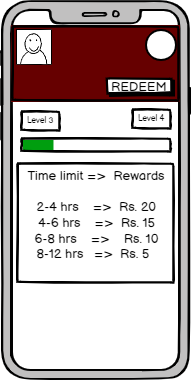 REDEEM
Level 3 Level 4
Time limit => Rewards
2-4 hrs => Rs. 20
4-6 hrs => Rs. 15
6-8 hrs => Rs. 10
8-12 hrs => Rs. 5